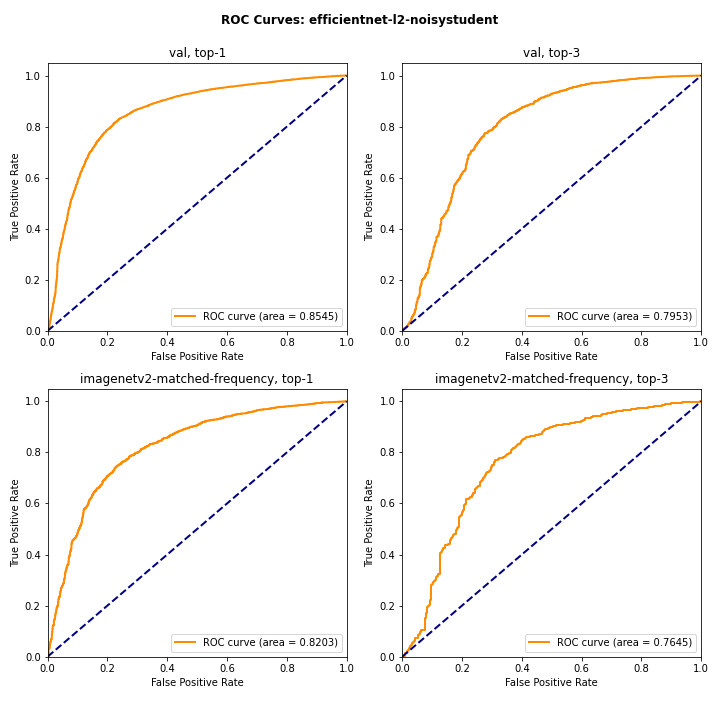 ROC Curves: efficientnet-l2-noisystudent
val, top-1
True Positive Rate
1.0
0.8
0.6
0.4
0.2
0.0
ROC curve (area = 0.8545)
0.0 0.2 0.4 0.6 0.8 1.0
False Positive Rate
val, top-3
True Positive Rate
1.0
0.8
0.6
0.4
0.2
0.0
ROC curve (area = 0.7953)
0.0 0.2 0.4 0.6 0.8 1.0
False Positive Rate
imagenetv2-matched-frequency, top-1
True Positive Rate
1.0
0.8
0.6
0.4
0.2
0.0
ROC curve (area = 0.8203)
0.0 0.2 0.4 0.6 0.8 1.0
False Positive Rate
imagenetv2-matched-frequency, top-3
True Positive Rate
1.0
0.8
0.6
0.4
0.2
0.0
ROC curve (area = 0.7645)
0.0 0.2 0.4 0.6 0.8 1.0
False Positive Rate